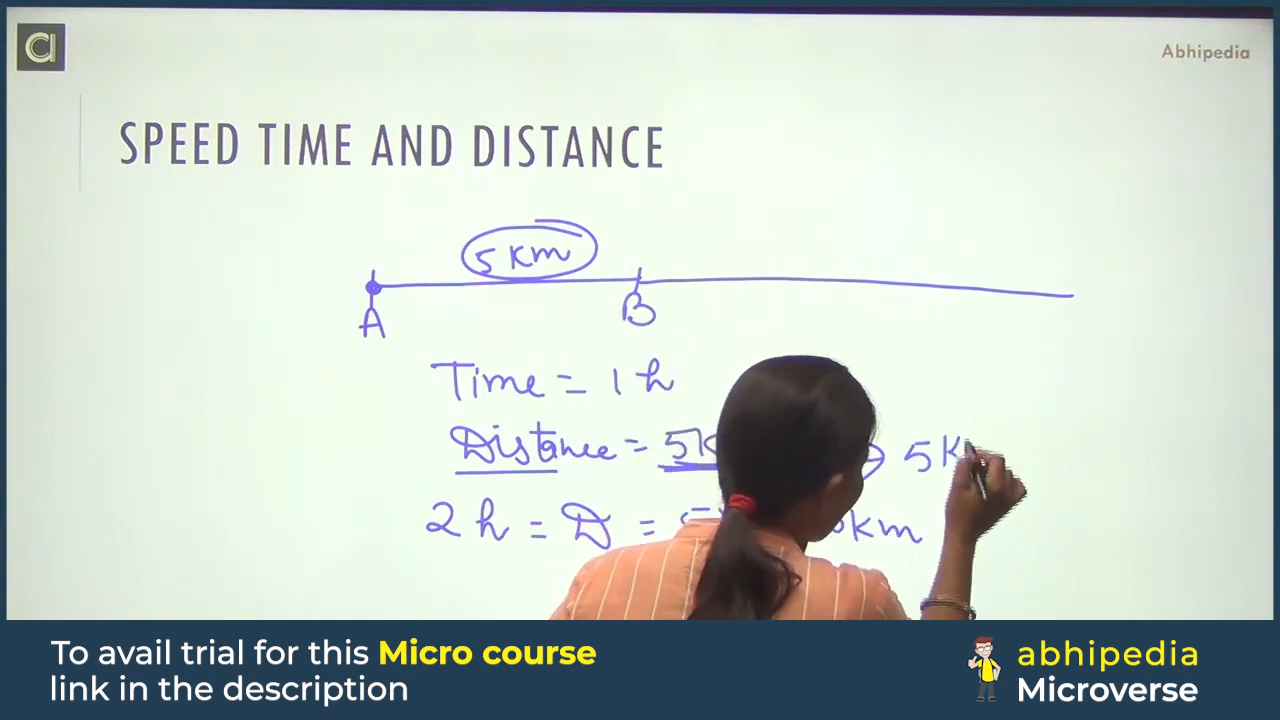 Abhipedia
SPEED TIME AND DISTANCE
5 Km
A B
Time = 1 h
Distance = 5K 5 K
2 h = D = km
To avail trial for this Micro course
link in the description
abhipedia
Microverse